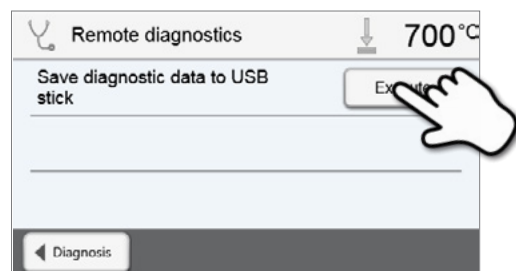 Remote diagnostics
700°C
Save diagnostic data to USB
stick
Diagnosis